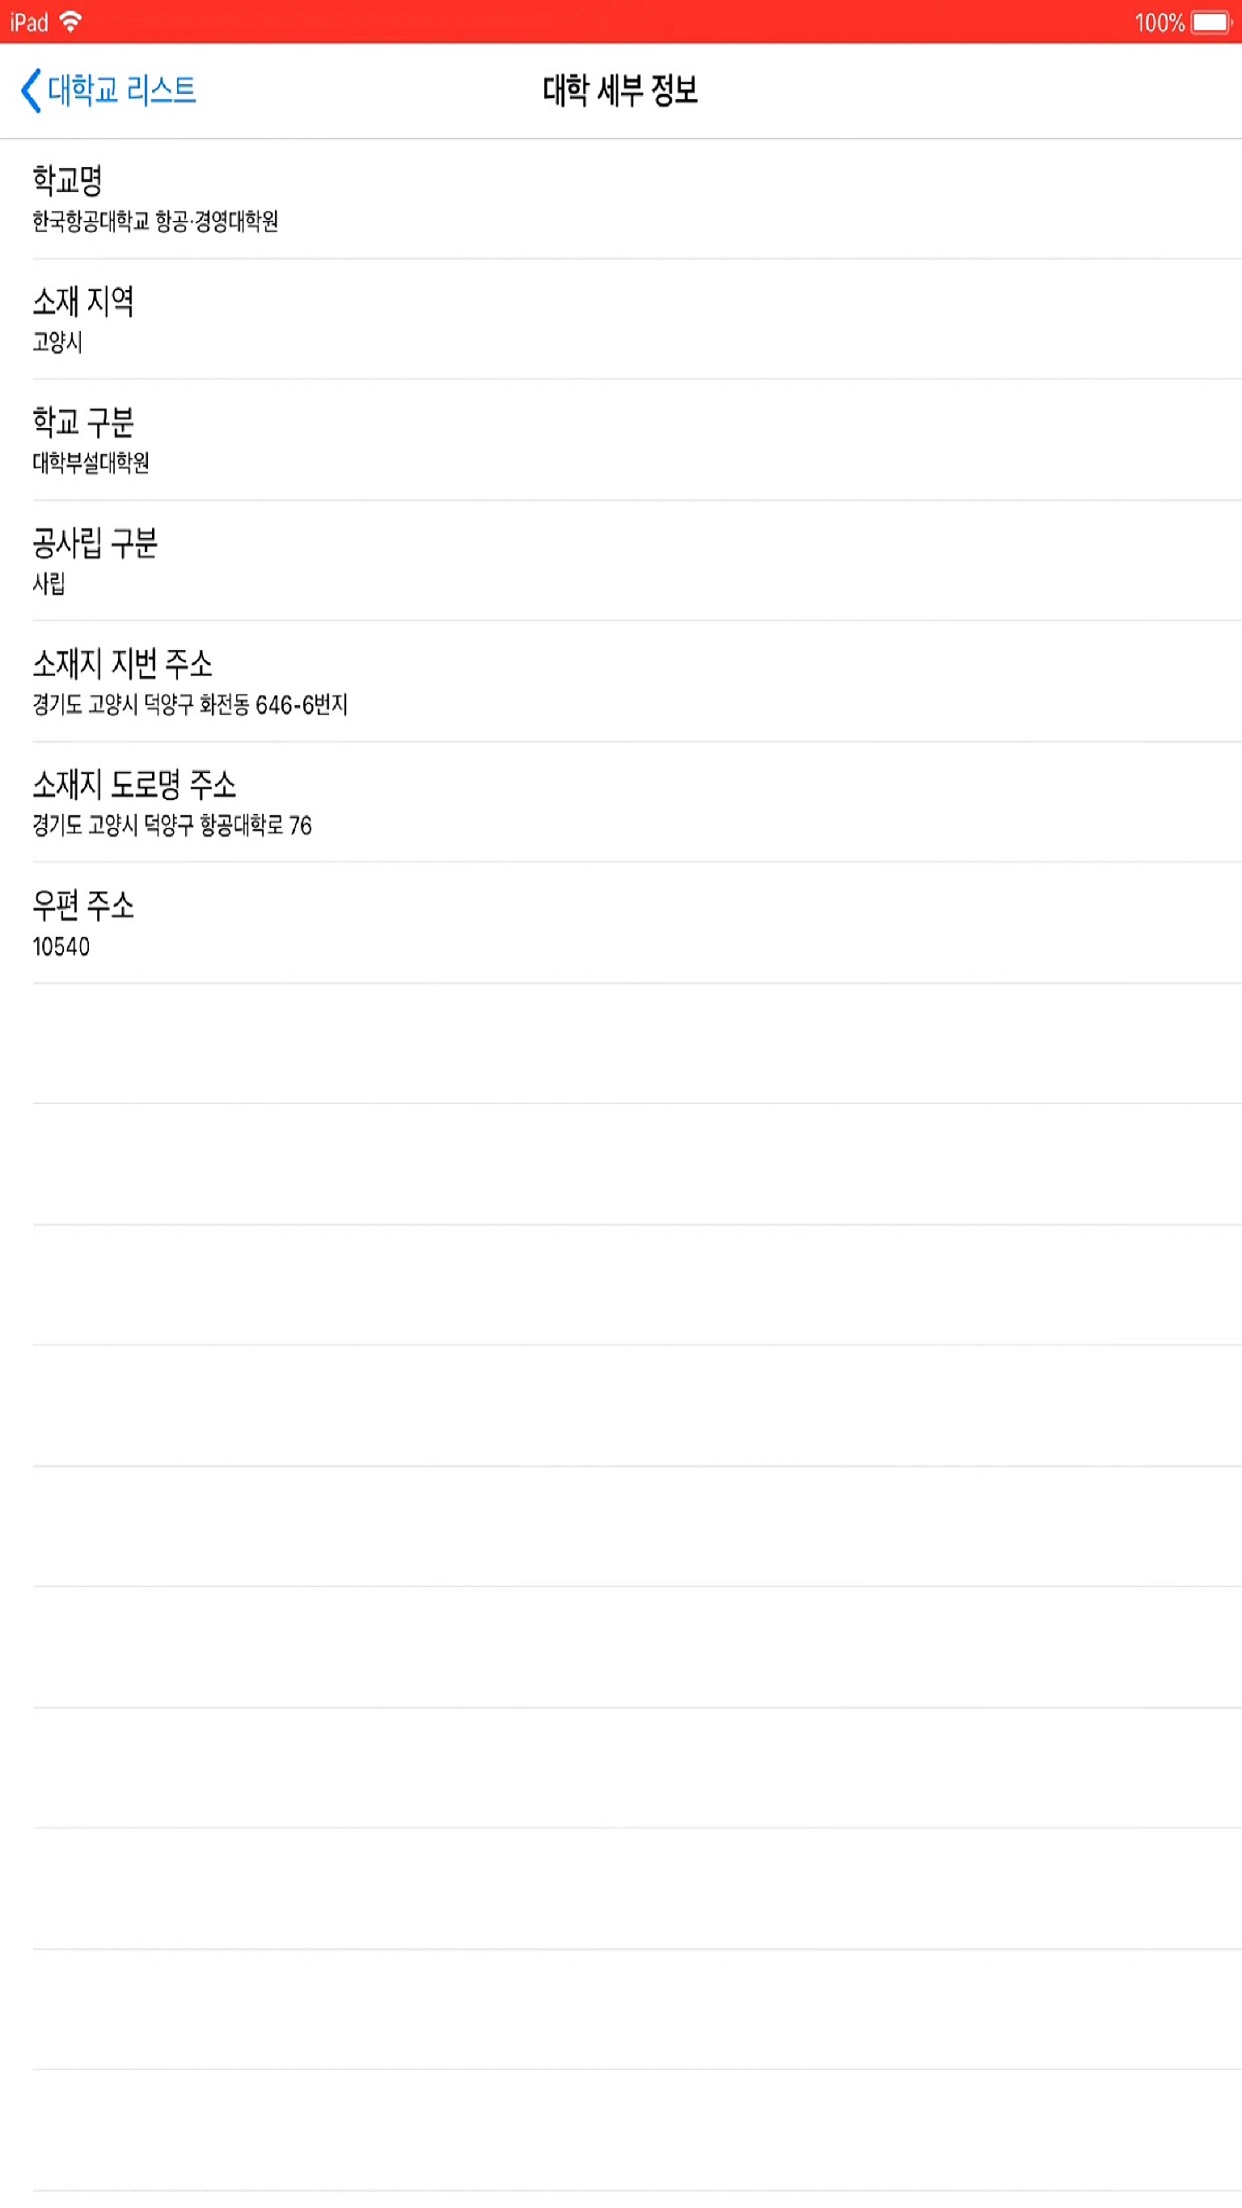 iPad 100%
대학교 리스트 대학 세부 정보
학교명
한국항공대학교 항공·경영대학원
소재 지역
고양시
학교 구분
대학부설대학원
공사립 구분
사립
소재지 지번 주소
경기도 고양시 덕양구 화전동 646-6번지
소재지 도로명 주소
경기도 고양시 덕양구 항공대학로 76
우편 주소
10540